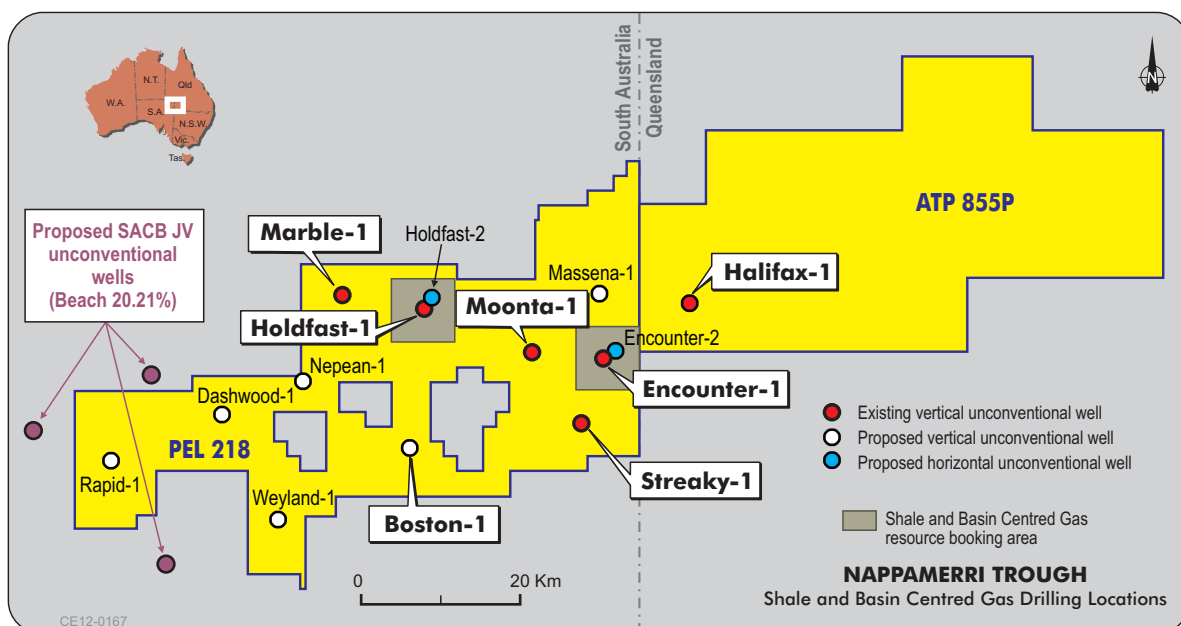 South Australia
Queensland
N
N.T.
Qld
W.A.
S.A.
N.S.W.
Vic.
Tas.
ATP 855P
Proposed SACB JV
unconventional
wells
(Beach 20.21%)
Marble-1
Holdfast-2
Massena-1
Halifax-1
Moonta-1
Holdfast-1
Encounter-2
Nepean-1
Encounter-1
Dashwood-1
PEL 218
Rapid-1
Streaky-1
Weyland-1
Boston-1
Existing vertical unconventional well
Proposed vertical unconventional well
Proposed horizontal unconventional well
Shale and Basin Centred Gas
resource booking area
0
20 Km
NAPPAMERRI TROUGH
Shale and Basin Centred Gas Drilling Locations
CE12-0167